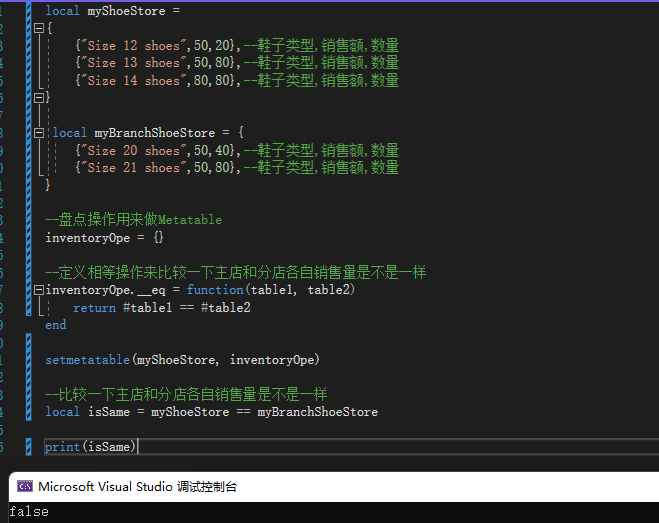 local myShoeStore =
{
{"Size 12 shoes",50,20},--鞋子类型,销售额,数量
{"Size 13 shoes",50,80},--鞋子类型,销售额,数量
{"Size 14 shoes",80,80},--鞋子类型,销售额,数量
}
local myBranchShoeStore = {
{"Size 20 shoes",50,40},--鞋子类型,销售额,数量
{"Size 21 shoes",50,80},--鞋子类型,销售额,数量
}
--盘点操作用来做Metatable
inventoryOpe = {}
--定义相等操作来比较一下主店和分店各自销售量是不是一样
inventoryOpe.__eq = function(table1, table2)
return #table1 == #table2
end
setmetatable(myShoeStore, inventoryOpe)
--比较一下主店和分店各自销售量是不是一样
local isSame = myShoeStore == myBranchShoeStore
print(isSame)
Microsoft Visual Studio 调试控制台
false